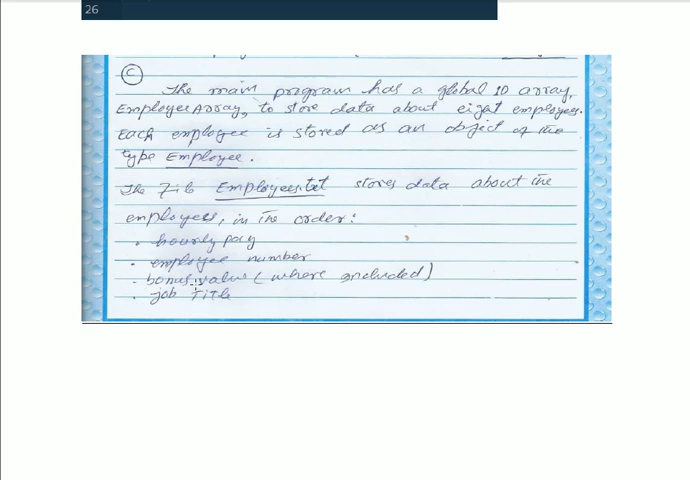 26
(C)
The main program has a global 1D array,
EmployeeArray, to store data about eight employees.
Each employee is stored as an object of the
type Employee.
The File Employees.txt stores data about the
employees, in the order:
. hourly pay
. employee number
. bonus value (where included)
. job Title